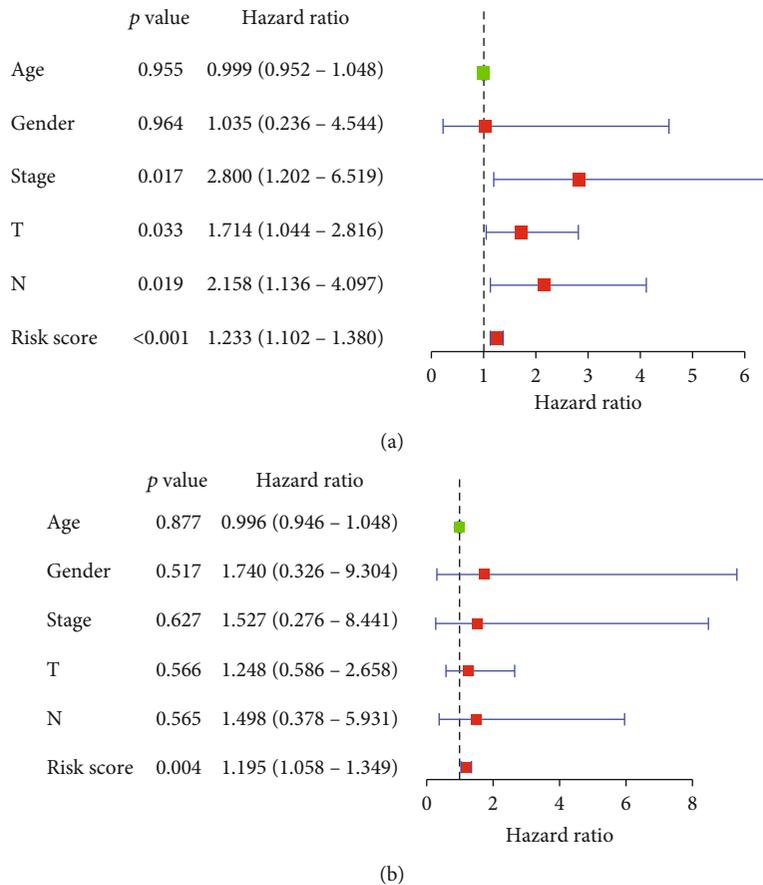 p value Hazard ratio
Age 0.955 0.999 (0.952 – 1.048)
Gender 0.964 1.035 (0.236 – 4.544)
Stage 0.017 2.800 (1.202 – 6.519)
T 0.033 1.714 (1.044 – 2.816)
N 0.019 2.158 (1.136 – 4.097)
Risk score <0.001 1.233 (1.102 – 1.380)
0 1 2 3 4 5 6
Hazard ratio
(a)
p value Hazard ratio
Age 0.877 0.996 (0.946 – 1.048)
Gender 0.517 1.740 (0.326 – 9.304)
Stage 0.627 1.527 (0.276 – 8.441)
T 0.566 1.248 (0.586 – 2.658)
N 0.565 1.498 (0.378 – 5.931)
Risk score 0.004 1.195 (1.058 – 1.349)
0 2 4 6 8
Hazard ratio
(b)